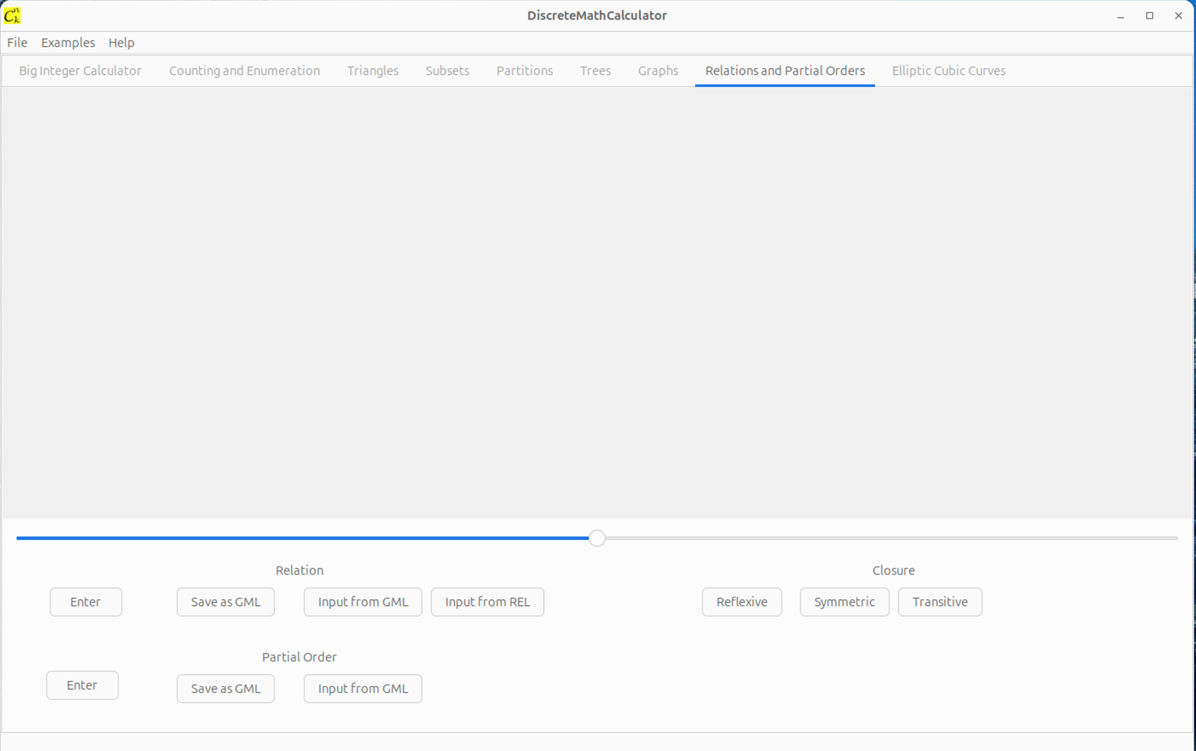 DiscreteMathCalculator
File Examples Help
Big Integer Calculator Counting and Enumeration Triangles Subsets Partitions Trees Graphs Relations and Partial Orders Elliptic Cubic Curves
Relation Closure
Enter Save as GML Input from GML Input from REL Reflexive Symmetric Transitive
Partial Order
Enter Save as GML Input from GML